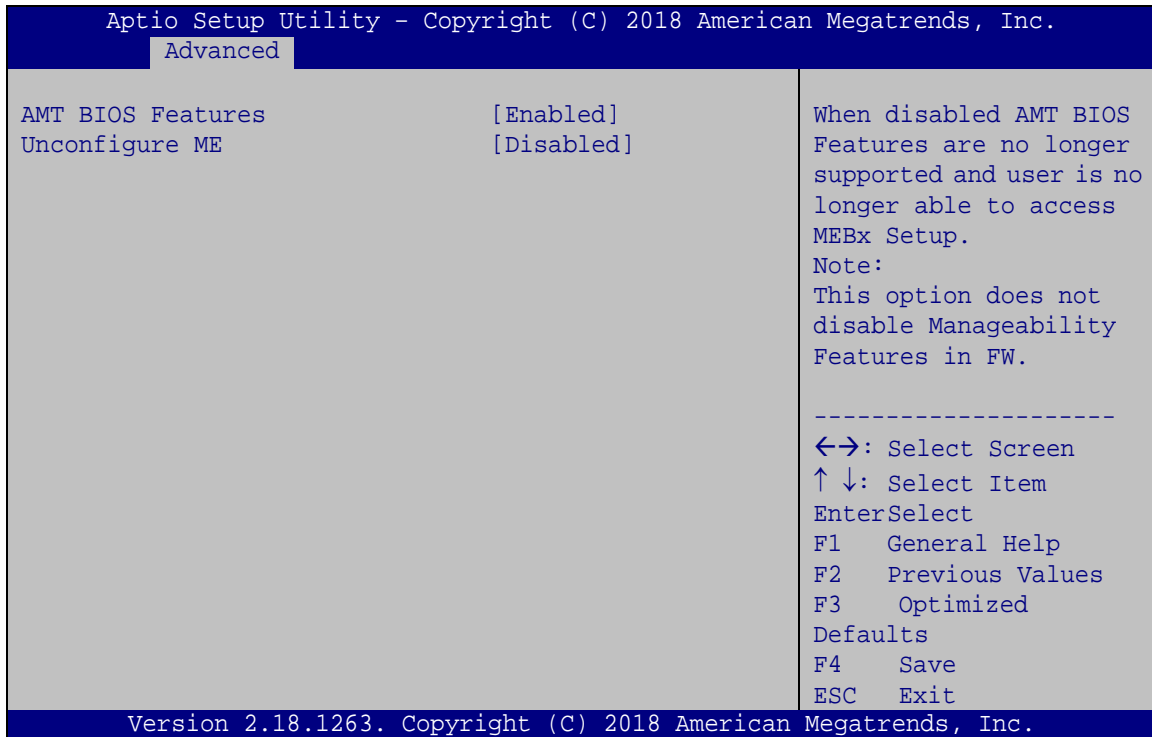 Aptio Setup Utility – Copyright (C) 2018 American Megatrends, Inc.
Advanced
AMT BIOS Features [Enabled]
Unconfigure ME [Disabled]
When disabled AMT BIOS
Features are no longer
supported and user is no
longer able to access
MEBx Setup.
Note:
This option does not
disable Manageability
Features in FW.
---------------------
←→: Select Screen
↑ ↓: Select Item
EnterSelect
F1 General Help
F2 Previous Values
F3 Optimized
Defaults
F4 Save
ESC Exit
Version 2.18.1263. Copyright (C) 2018 American Megatrends, Inc.